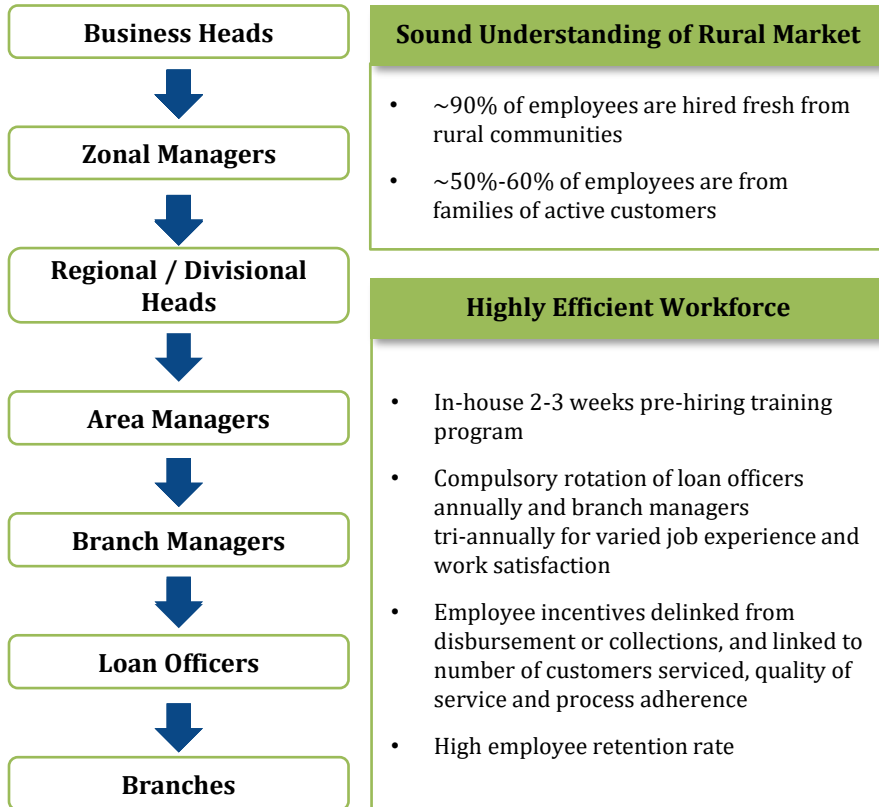 Business Heads
Zonal Managers
Regional / Divisional
Heads
Area Managers
Branch Managers
Loan Officers
Branches
Sound Understanding of Rural Market
• ~90% of employees are hired fresh from
rural communities
• ~50%-60% of employees are from
families of active customers
Highly Efficient Workforce
• In-house 2-3 weeks pre-hiring training
program
• Compulsory rotation of loan officers
annually and branch managers
tri-annually for varied job experience and
work satisfaction
• Employee incentives delinked from
disbursement or collections, and linked to
number of customers serviced, quality of
service and process adherence
• High employee retention rate